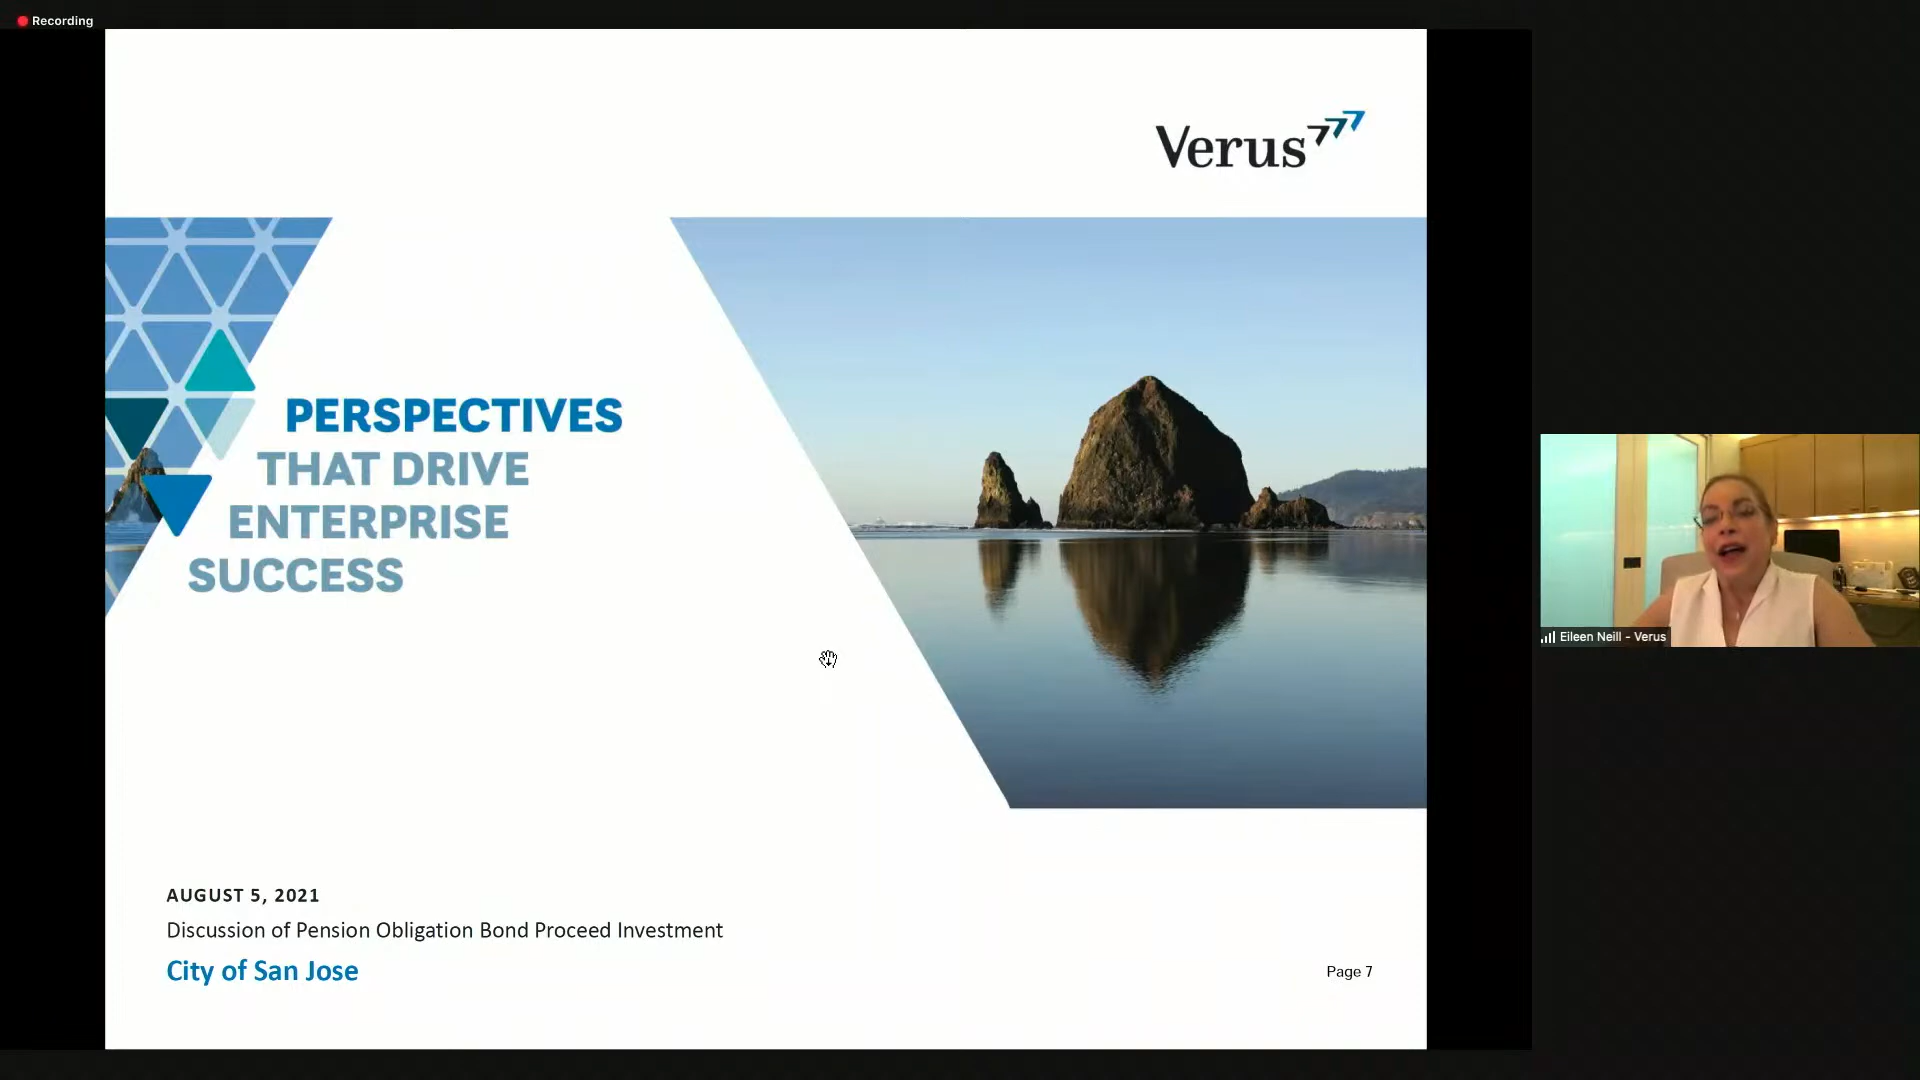 Recording
Verus
PERSPECTIVES
THAT DRIVE
ENTERPRISE
SUCCESS
Eileen Neill - Verus
AUGUST 5, 2021
Discussion of Pension Obligation Bond Proceed Investment
City of San Jose
Page 7